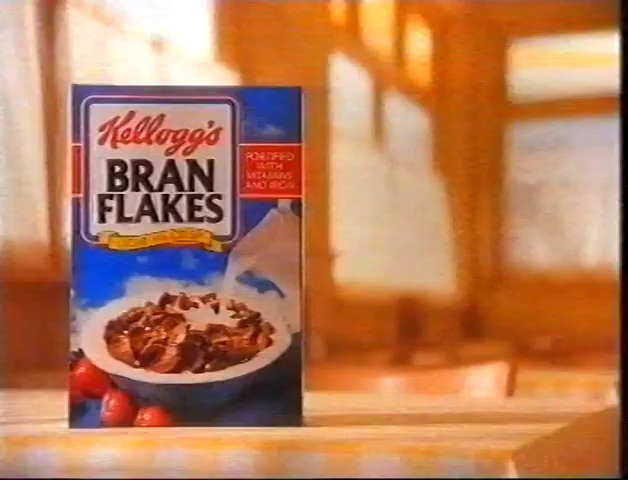 Kellogg's
BRAN
FLAKES
FORTIFIED
WITH
VITAMINS
AND IRON